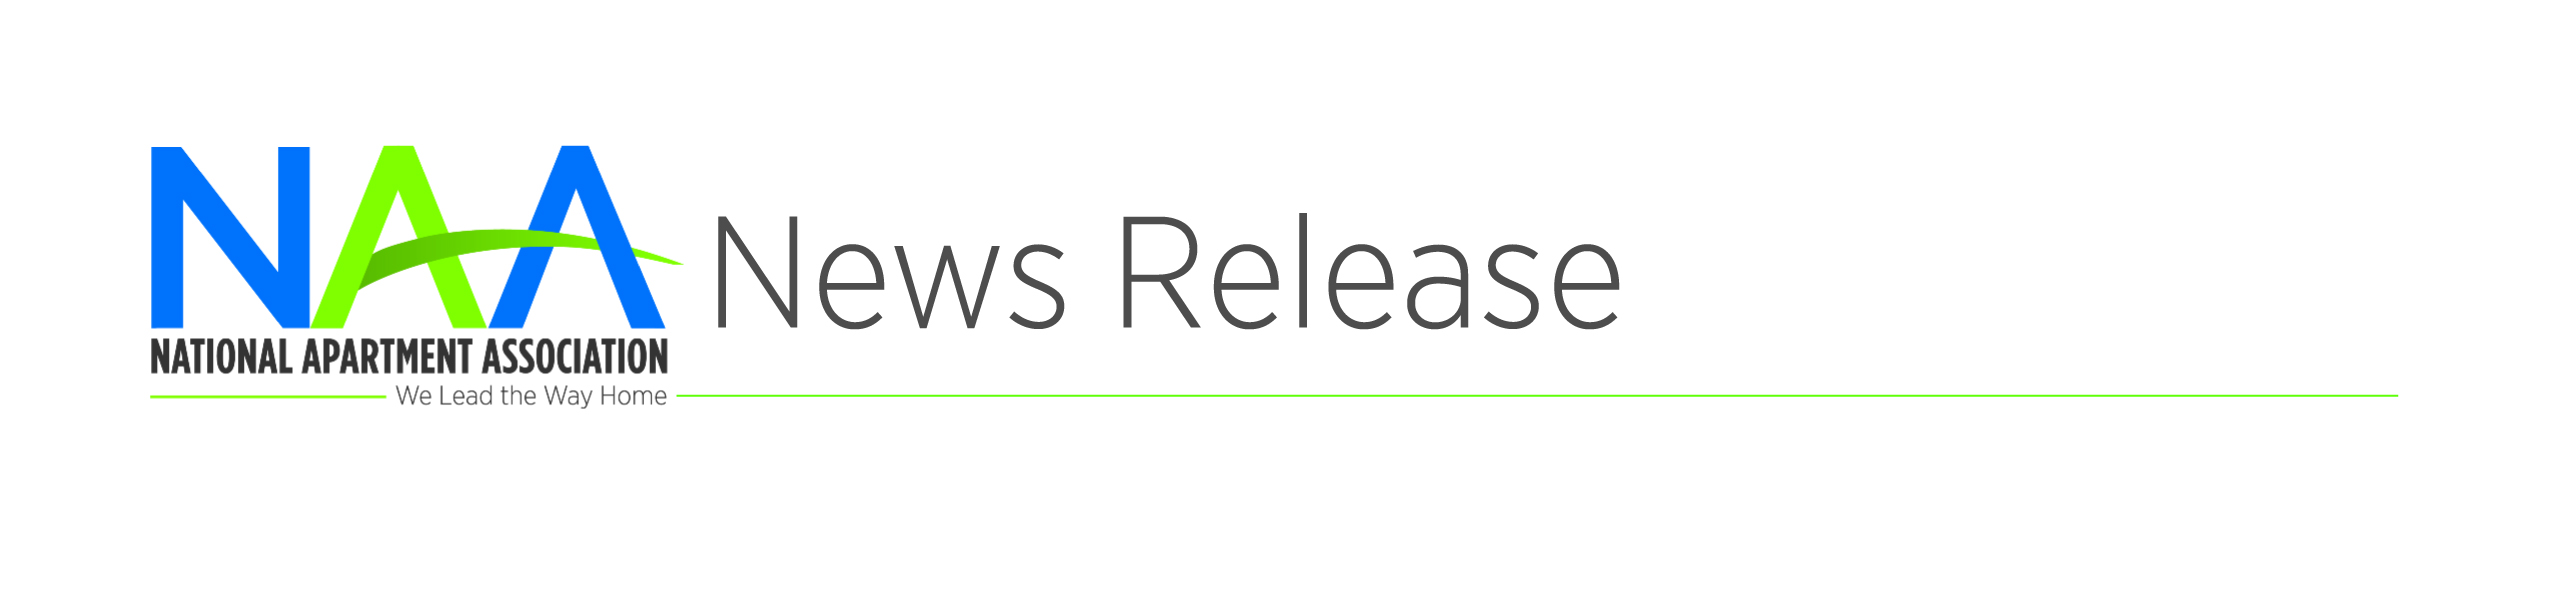 NAA
News Release
NATIONAL APARTMENT ASSOCIATION
We Lead the Way Home